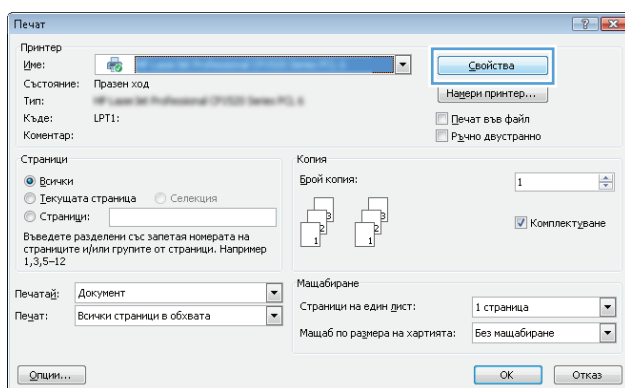 Печат
Принтер
Име:
Свойства
Състояние: Празен ход
Намери принтер...
Тип:
Къде: LPT1:
Печат във файл
Коментар:
Ръчно двустранно
Страници
Всички
Текущата страница Селекция
Страници:
Въведете разделени със запетая номерата на
страниците и/или групите от страници. Например
1,3,5–12
Копия
Брой копия: 1
Комплектуване
Печатай: Документ
Печат: Всички страници в обхвата
Мащабиране
Страници на един лист: 1 страница
Мащаб по размера на хартията: Без мащабиране
Опции...
OK
Отказ